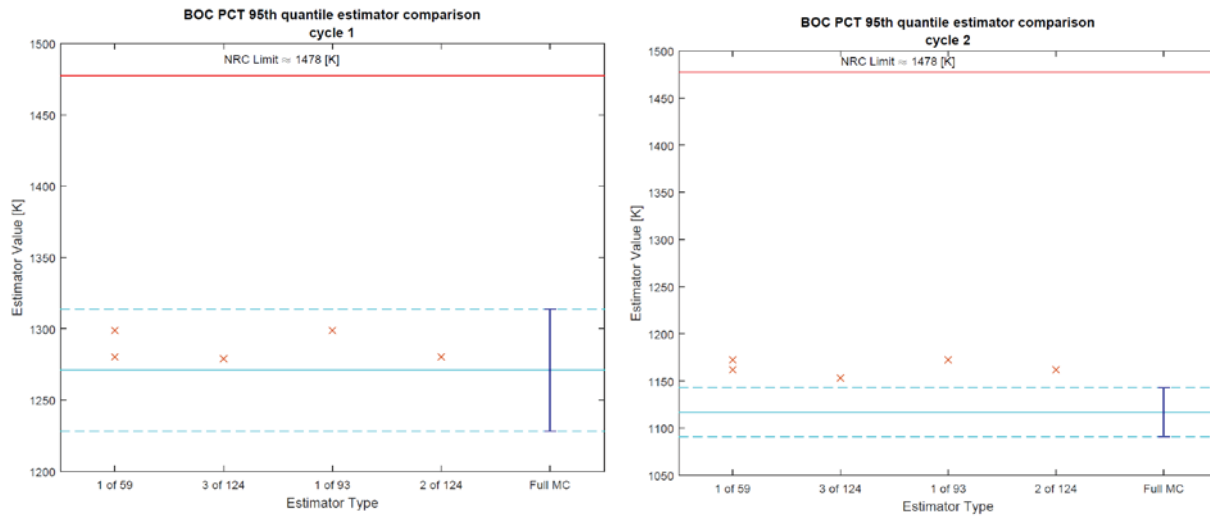 BOC PCT 95th quantile estimator comparison
cycle 1
NRC Limit ≈ 1478 [K]
1500
1450
1400
1350
1300
1250
1200
Estimator Value [K]
1 of 59
3 of 124
1 of 93
2 of 124
Full MC
Estimator Type
BOC PCT 95th quantile estimator comparison
cycle 2
NRC Limit ≈ 1478 [K]
1500
1450
1400
1350
1300
1250
1200
1150
1100
1050
Estimator Value [K]
1 of 59
3 of 124
1 of 93
2 of 124
Full MC
Estimator Type